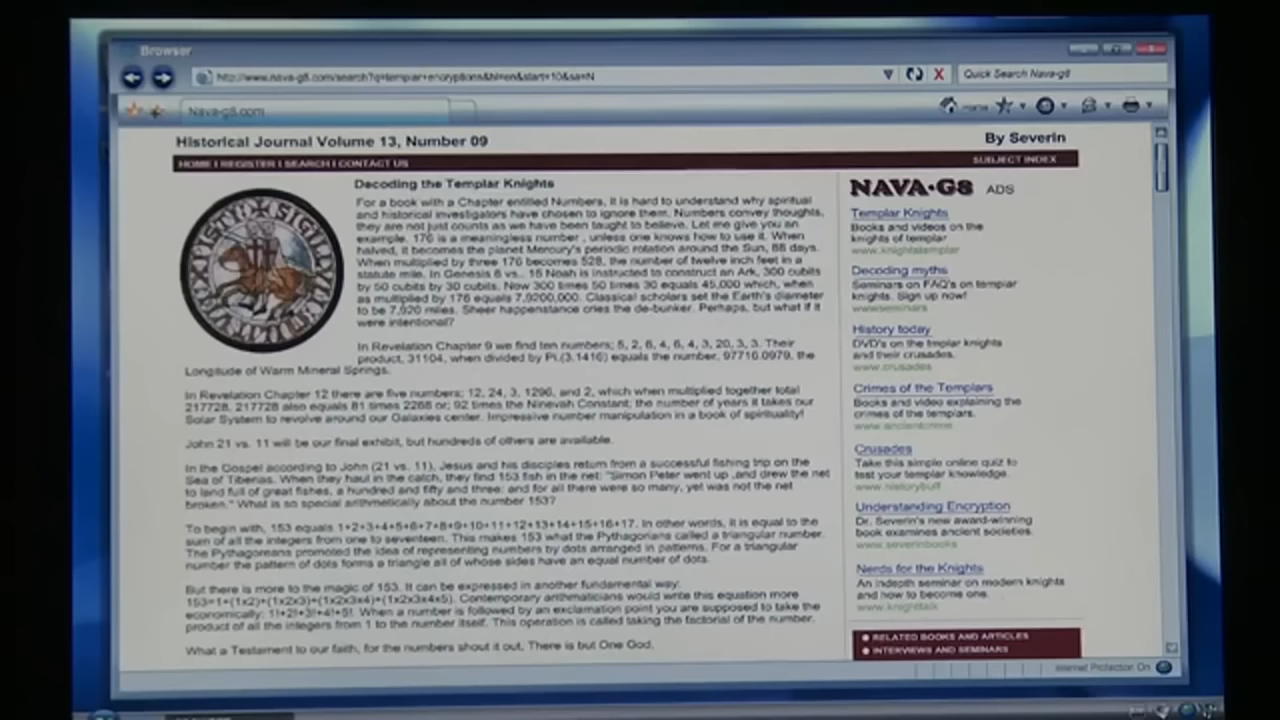 Browser
http://www.nava-g8.com/search?q=templar+encryptions&hl=en&start=10&sa=N
Quick Search Nava-g8
Nava-g8.com
Home
Historical Journal Volume 13, Number 09
By Severin
HOME I REGISTER I SEARCH I CONTACT US
SUBJECT INDEX
Decoding the Templar Knights
For a book with a Chapter entitled Numbers, it is hard to understand why spiritual
and historical investigators have chosen to ignore them. Numbers convey thoughts,
they are not just counts as we have been taught to believe. Let me give you an
example. 176 is a meaningless number , unless one knows how to use it. When
halved, it becomes the planet Mercury's periodic rotation around the Sun, 88 days.
When multiplied by three 176 becomes 528, the number of twelve inch feet in a
statute mile. In Genesis 6 vs.. 15 Noah is instructed to construct an Ark, 300 cubits
by 50 cubits by 30 cubits. Now 300 times 50 times 30 equals 45,000 which, when
as multiplied by 176 equals 7,9200,000. Classical scholars set the Earth's diameter
to be 7,920 miles. Sheer happenstance cries the de-bunker. Perhaps, but what if it
were intentional?
In Revelation Chapter 9 we find ten numbers; 5, 2, 6, 4, 6, 4, 3, 20, 3, 3. Their
product, 31104, when divided by Pi.(3.1416) equals the number, 97716.0979, the
Longitude of Warm Mineral Springs.
In Revelation Chapter 12 there are five numbers; 12, 24, 3, 1296, and 2, which when multiplied together total
217728. 217728 also equals 81 times 2268 or; 92 times the Ninevah Constant; the number of years it takes our
Solar System to revolve around our Galaxies center. Impressive number manipulation in a book of spirituality!
John 21 vs. 11 will be our final exhibit, but hundreds of others are available.
In the Gospel according to John (21 vs. 11), Jesus and his disciples return from a successful fishing trip on the
Sea of Tiberias. When they haul in the catch, they find 153 fish in the net: "Simon Peter went up ,and drew the net
to land full of great fishes, a hundred and fifty and three: and for all there were so many, yet was not the net
broken." What is so special arithmetically about the number 153?
To begin with, 153 equals 1+2+3+4+5+6+7+8+9+10+11+12+13+14+15+16+17. In other words, it is equal to the
sum of all the integers from one to seventeen. This makes 153 what the Pythagorians called a triangular number.
The Pythagoreans promoted the idea of representing numbers by dots arranged in patterns. For a triangular
number the pattern of dots forms a triangle all of whose sides have an equal number of dots.
But there is more to the magic of 153. It can be expressed in another fundamental way:
153=1+(1x2)+(1x2x3)+(1x2x3x4)+(1x2x3x4x5). Contemporary arithmaticians would write this equation more
economically: 1!+2!+3!+4!+5!. When a number is followed by an exclamation point you are supposed to take the
product of all the integers from 1 to the number itself. This operation is called taking the factorial of the number.
What a Testament to our faith, for the numbers shout it out, There is but One God.
NAVA·G8 ADS
Templar Knights
Books and videos on the
knights of templar
www.knightstemplar
Decoding myths
Seminars on FAQ's on templar
knights. Sign up now!
www.seminars
History today
DVD's on the tmplar knights
and their crusades.
www.crusades
Crimes of the Templars
Books and video explaining the
crimes of the templars.
www.ancientcrime
Crusades
Take this simple online quiz to
test your templar knowledge.
www.historybuff
Understanding Encryption
Dr. Severin's new award-winning
book examines ancient societies.
www.severinbooks
Nerds for the Knights
An indepth seminar on modern knights
and how to become one.
www.knighttalk
RELATED BOOKS AND ARTICLES
INTERVIEWS AND SEMINARS
Internet Protection On